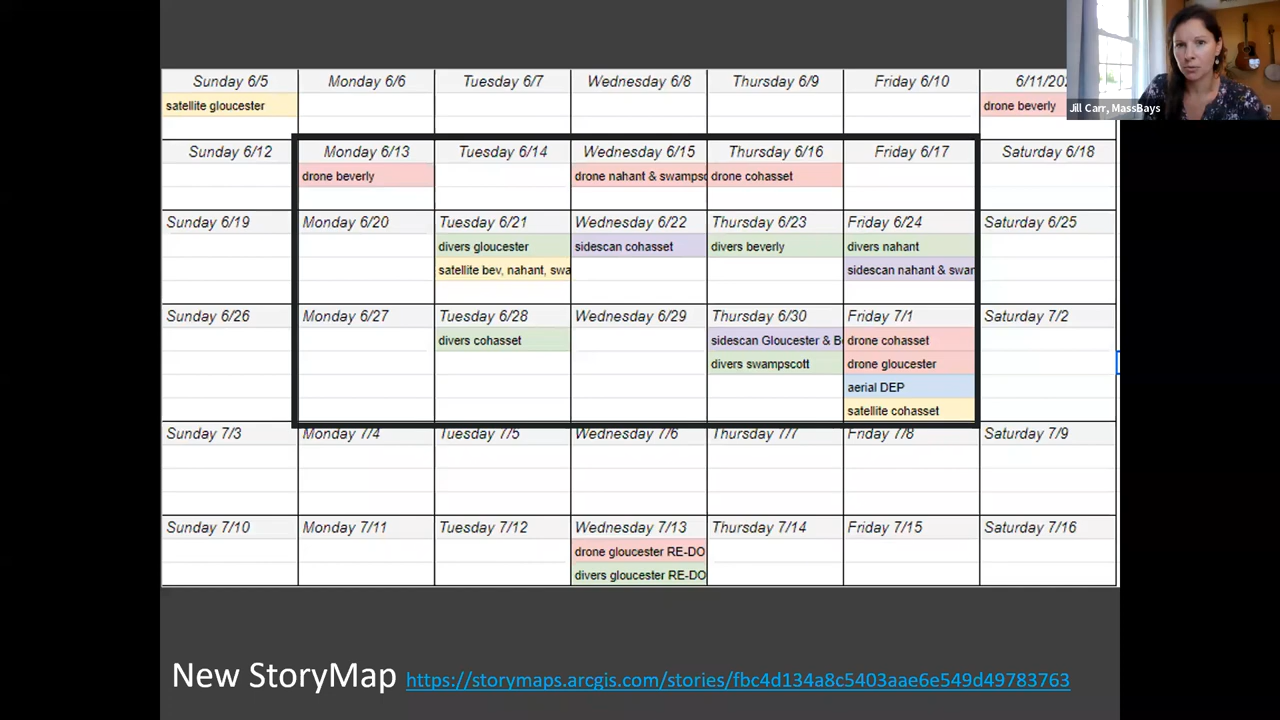 Sunday 6/5 Monday 6/6 Tuesday 6/7 Wednesday 6/8 Thursday 6/9 Friday 6/10 6/11/202
satellite gloucester drone beverly
Jill Carr, MassBays
Sunday 6/12 Monday 6/13 Tuesday 6/14 Wednesday 6/15 Thursday 6/16 Friday 6/17 Saturday 6/18
drone beverly drone nahant & swampsc drone cohasset
Sunday 6/19 Monday 6/20 Tuesday 6/21 Wednesday 6/22 Thursday 6/23 Friday 6/24 Saturday 6/25
divers gloucester sidescan cohasset divers beverly divers nahant
satellite bev, nahant, swa sidescan nahant & swar
Sunday 6/26 Monday 6/27 Tuesday 6/28 Wednesday 6/29 Thursday 6/30 Friday 7/1 Saturday 7/2
divers cohasset sidescan Gloucester & Be drone cohasset
divers swampscott drone gloucester
aerial DEP
satellite cohasset
Sunday 7/3 Monday 7/4 Tuesday 7/5 Wednesday 7/6 Thursday 7/7 Friday 7/8 Saturday 7/9
Sunday 7/10 Monday 7/11 Tuesday 7/12 Wednesday 7/13 Thursday 7/14 Friday 7/15 Saturday 7/16
drone gloucester RE-DO
divers gloucester RE-DO
New StoryMap https://storymaps.arcgis.com/stories/fbc4d134a8c5403aae6e549d49783763